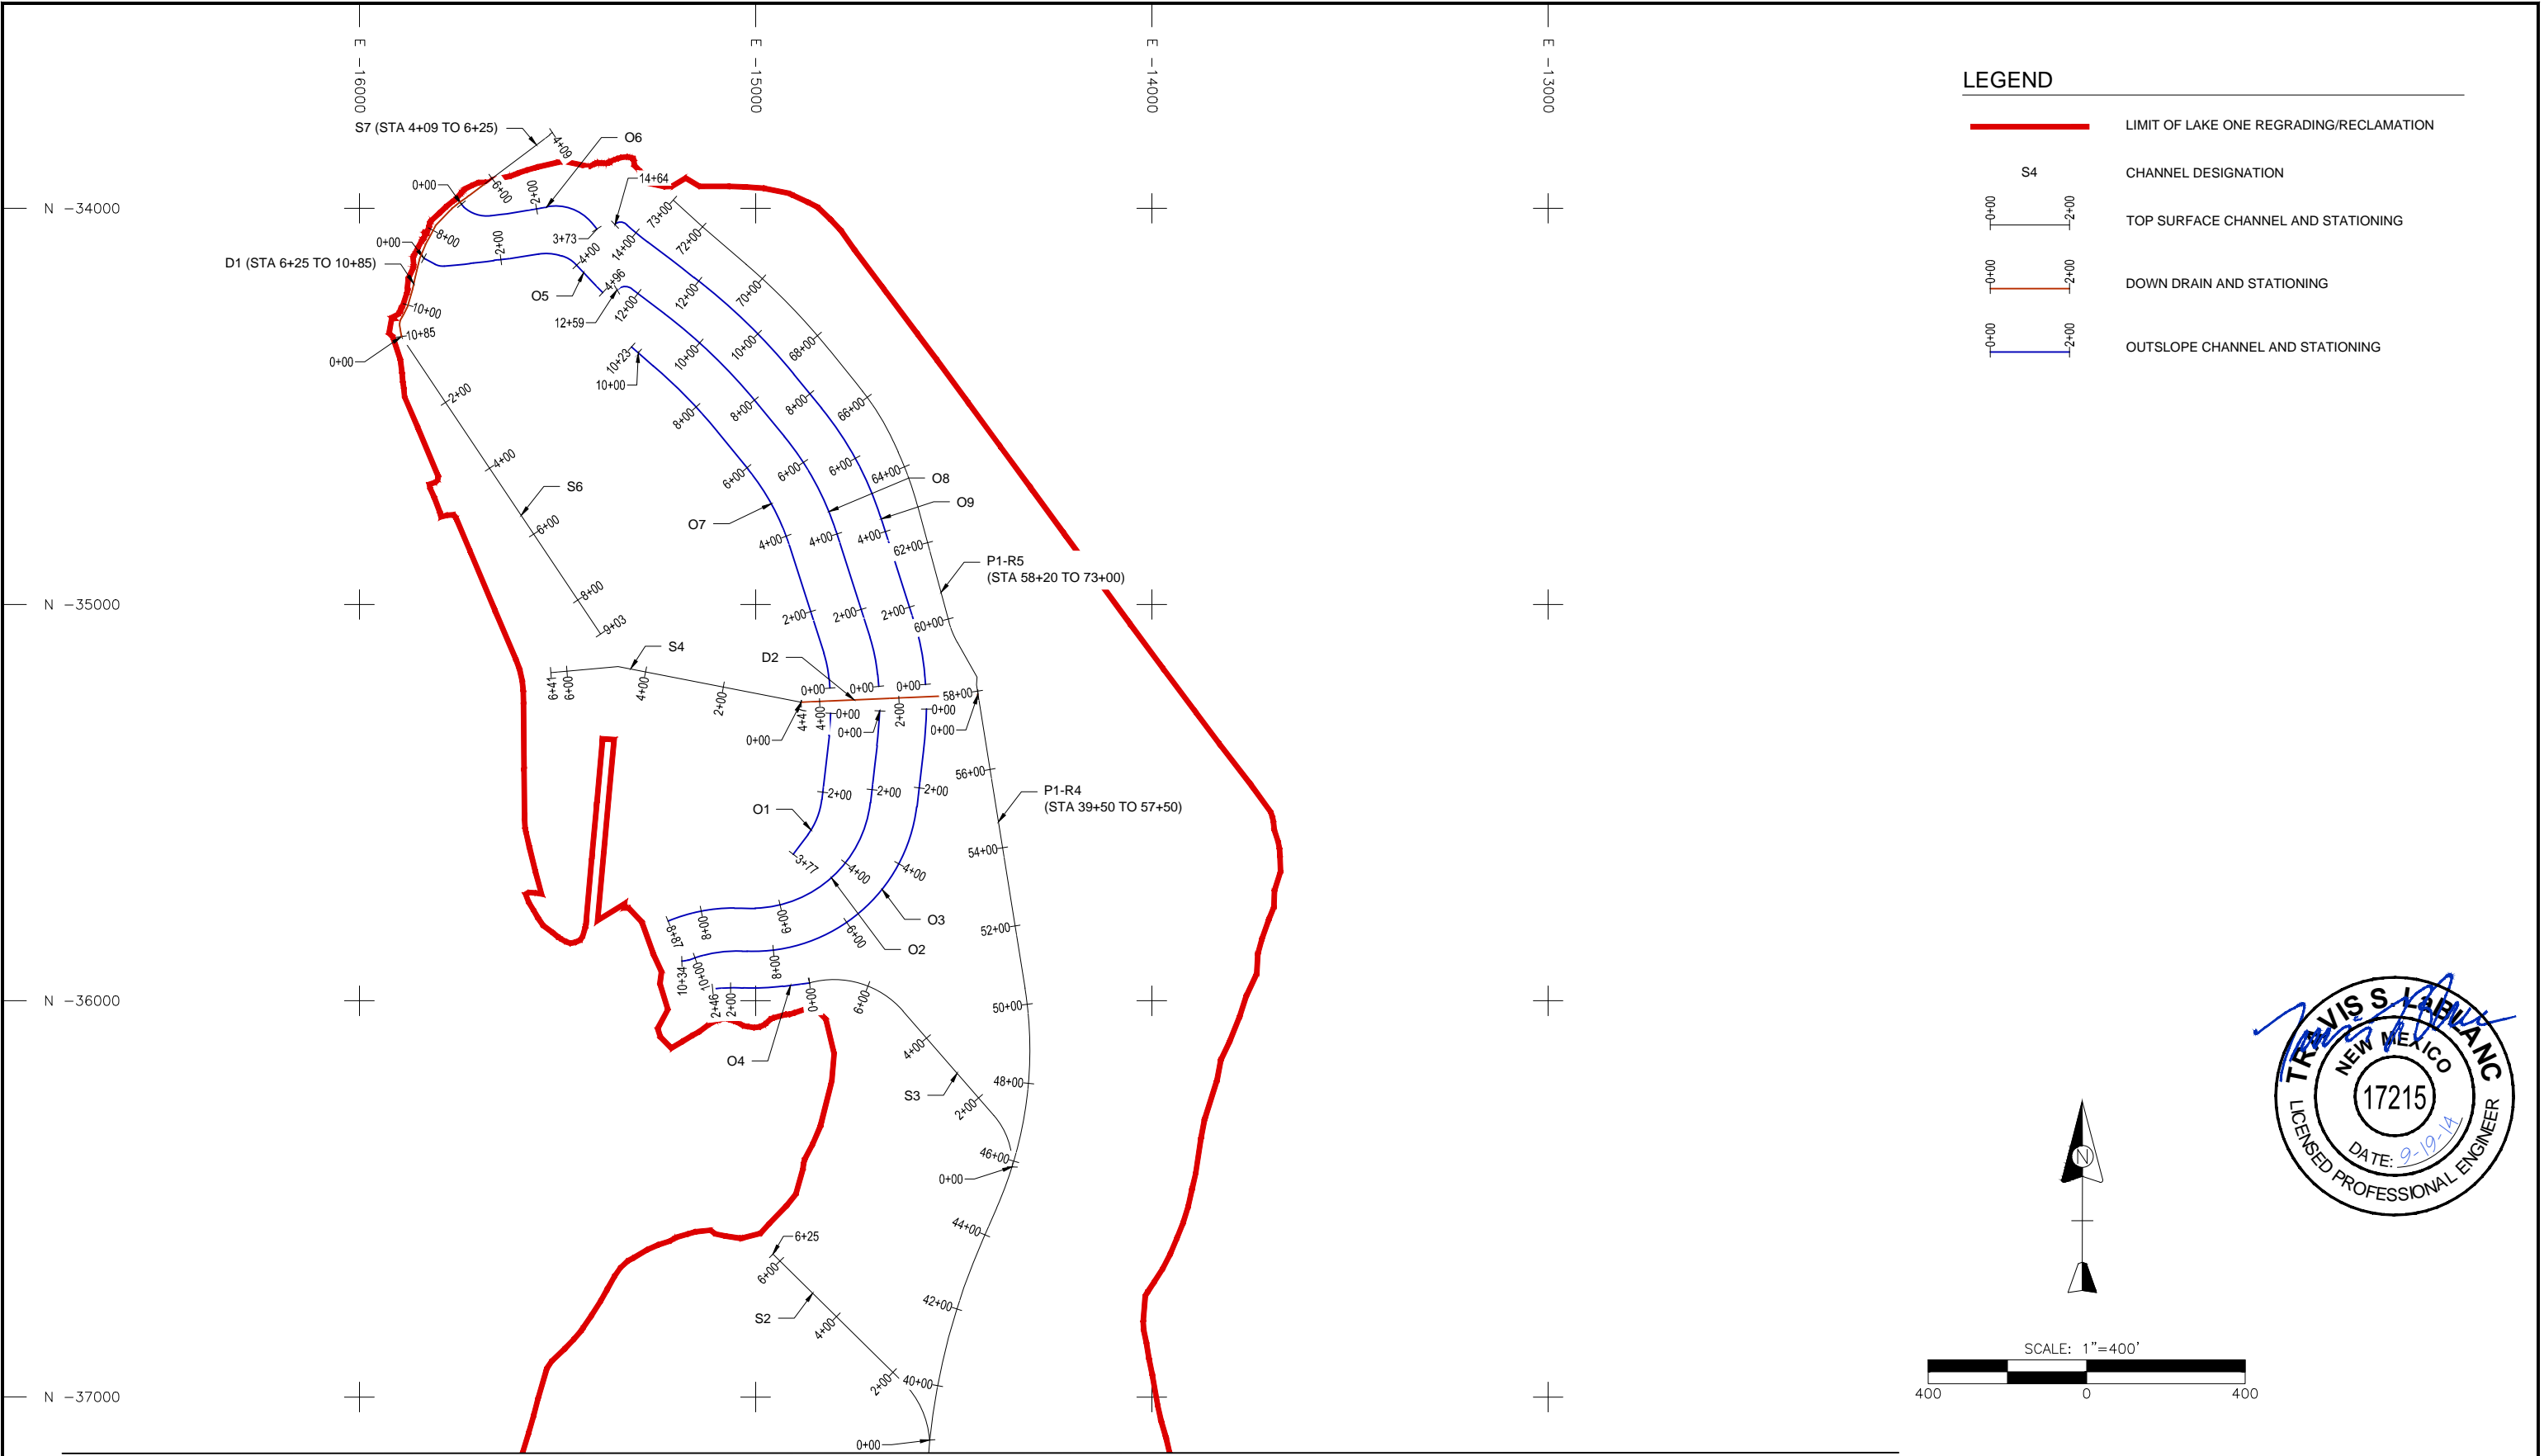 E -16000
E -15000
E -14000
E -13000
LEGEND
LIMIT OF LAKE ONE REGRADING/RECLAMATION
S4
CHANNEL DESIGNATION
0+00
2+00
TOP SURFACE CHANNEL AND STATIONING
0+00
2+00
DOWN DRAIN AND STATIONING
0+00
2+00
OUTSLOPE CHANNEL AND STATIONING
S7 (STA 4+09 TO 6+25)
4+09
O6
0+00
6+00
2+00
14+64
N -34000
73+00
8+00
2+00
3+73
14+00
72+00
0+00
4+00
D1 (STA 6+25 TO 10+85)
4+96
O5
12+00
12+00
70+00
10+00
12+59
10+85
0+00
10+23
10+00
10+00
68+00
10+00
2+00
8+00
8+00
8+00
66+00
4+00
6+00
6+00
6+00
64+00
O8
S6
O9
O7
6+00
4+00
4+00
4+00
62+00
P1-R5
(STA 58+20 TO 73+00)
8+00
N -35000
2+00
2+00
2+00
60+00
9+03
S4
D2
6+41
6+00
4+00
2+00
0+00
0+00
0+00
58+00
4+47
4+00
0+00
2+00
0+00
0+00
0+00
0+00
56+00
2+00
2+00
2+00
P1-R4
(STA 39+50 TO 57+50)
O1
54+00
3+77
4+00
4+00
8+87
8+00
6+00
6+00
O3
52+00
O2
10+34
10+00
8+00
N -36000
2+46
2+00
0+00
6+00
50+00
O4
4+00
S3
48+00
2+00
46+00
0+00
44+00
6+25
6+00
42+00
S2
4+00
2+00
40+00
N -37000
0+00
N
SCALE: 1"=400'
400
0
400
TRAVIS S. LaBLANC
NEW MEXICO
17215
DATE: 9-19-14
LICENSED PROFESSIONAL ENGINEER